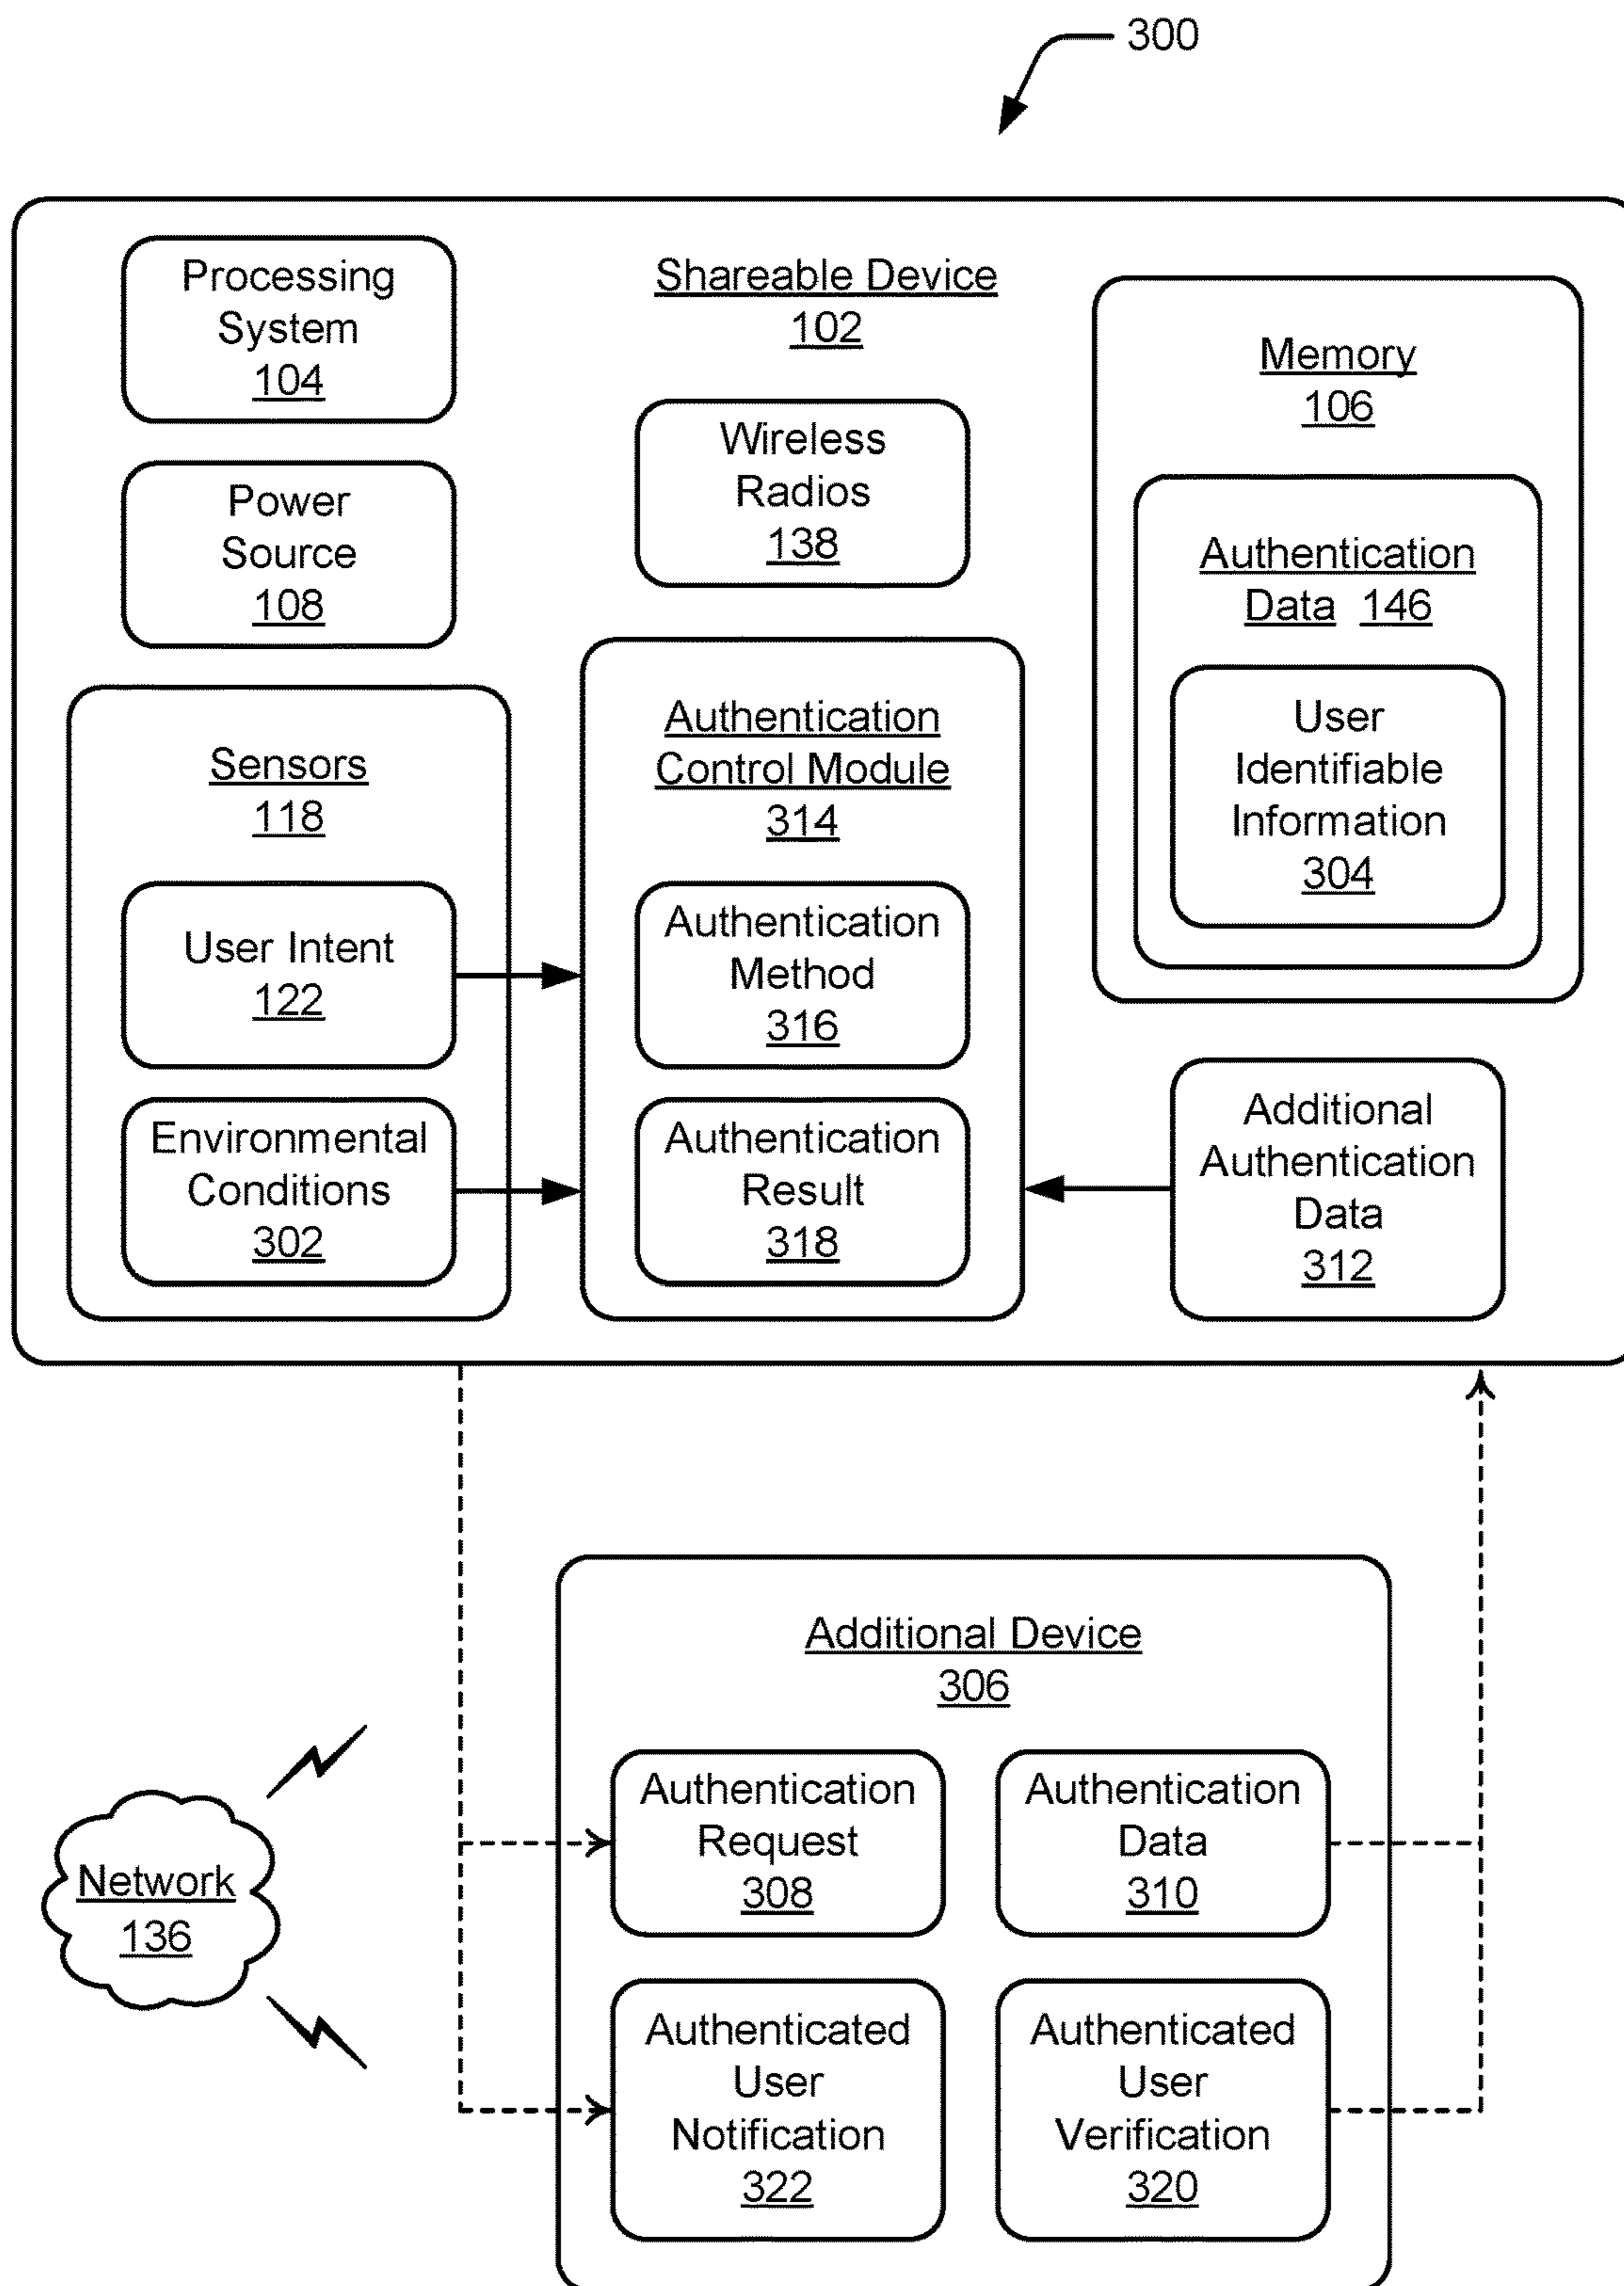 300
Processing
System
104
Shareable Device
102
Memory
106
Wireless
Radios
138
Power
Source
108
Authentication
Data 146
User
Identifiable
Information
304
Sensors
118
Authentication
Control Module
314
User Intent
122
Authentication
Method
316
Environmental
Conditions
302
Authentication
Result
318
Additional
Authentication
Data
312
Additional Device
306
Network
136
Authentication
Request
308
Authentication
Data
310
Authenticated
User
Notification
322
Authenticated
User
Verification
320